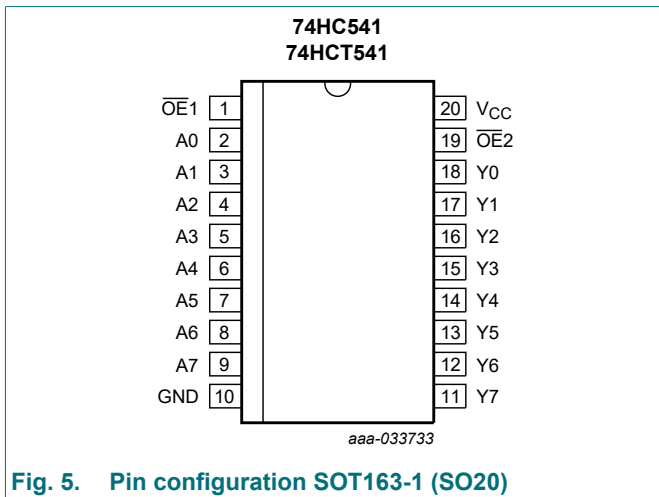 74HC541
74HCT541
O̅E̅1 1 20 VCC
A0 2 19 O̅E̅2
A1 3 18 Y0
A2 4 17 Y1
A3 5 16 Y2
A4 6 15 Y3
A5 7 14 Y4
A6 8 13 Y5
A7 9 12 Y6
GND 10 11 Y7
aaa-033733
Fig. 5. Pin configuration SOT163-1 (SO20)